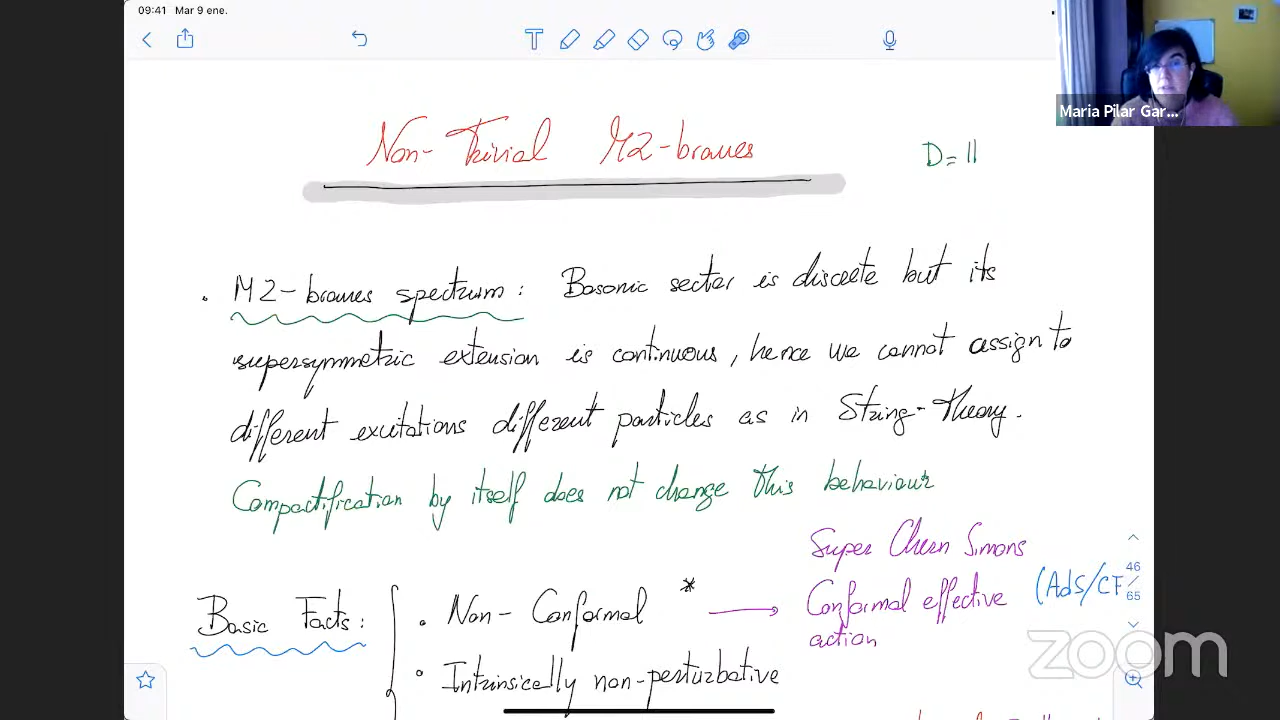 09:41 Mar 9 ene.
Maria Pilar Gar...
Non-Trivial M2-branes
D=11
. M2-branes spectrum: Bosonic sector is discrete but its
supersymmetric extension is continuous, hence we cannot assign to
different excitations different particles as in String-Theory.
Compactification by itself does not change this behaviour
Super Chern Simons
Basic Facts:
. Non-Conformal * → Conformal effective (AdS/CF
action
46
65
. Intrinsically non-perturbative
zoom